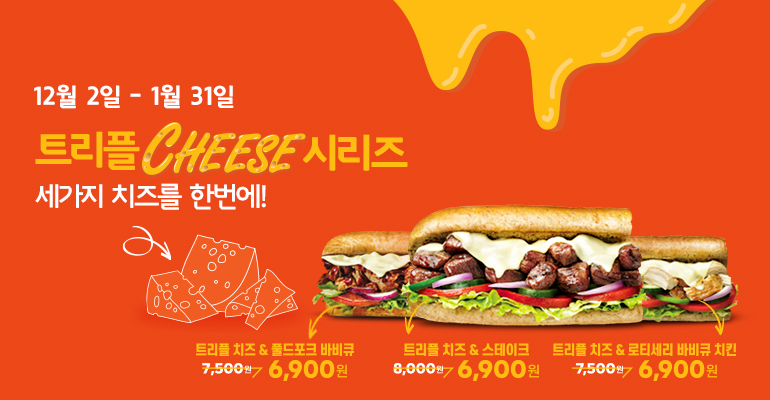 12월 2일 - 1월 31일
트리플 CHEESE 시리즈
세가지 치즈를 한번에!
트리플 치즈 & 풀드포크 바비큐
7,500원 6,900원
트리플 치즈 & 스테이크
8,000원 6,900원
트리플 치즈 & 로티세리 바비큐 치킨
7,500원 6,900원